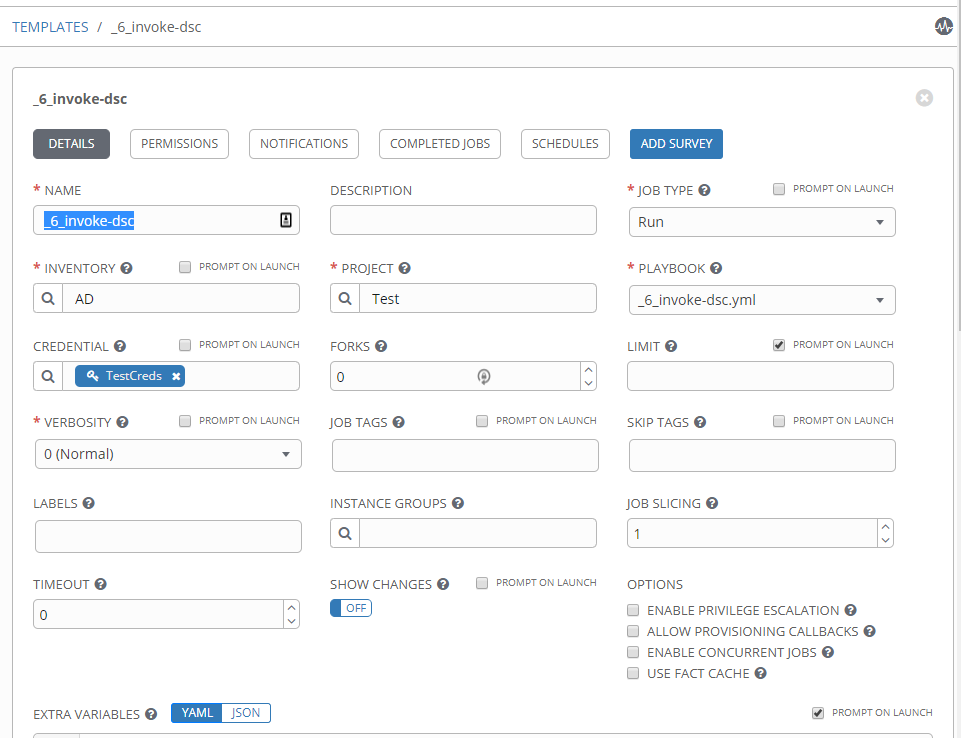 TEMPLATES / _6_invoke-dsc
_6_invoke-dsc
DETAILS PERMISSIONS NOTIFICATIONS COMPLETED JOBS SCHEDULES ADD SURVEY
* NAME DESCRIPTION * JOB TYPE PROMPT ON LAUNCH
_6_invoke-dsc Run
* INVENTORY PROMPT ON LAUNCH * PROJECT * PLAYBOOK
AD Test _6_invoke-dsc.yml
CREDENTIAL PROMPT ON LAUNCH FORKS LIMIT PROMPT ON LAUNCH
TestCreds 0
* VERBOSITY PROMPT ON LAUNCH JOB TAGS PROMPT ON LAUNCH SKIP TAGS PROMPT ON LAUNCH
0 (Normal)
LABELS INSTANCE GROUPS JOB SLICING
1
TIMEOUT SHOW CHANGES PROMPT ON LAUNCH OPTIONS
0 OFF ENABLE PRIVILEGE ESCALATION
ALLOW PROVISIONING CALLBACKS
ENABLE CONCURRENT JOBS
USE FACT CACHE
EXTRA VARIABLES YAML JSON PROMPT ON LAUNCH